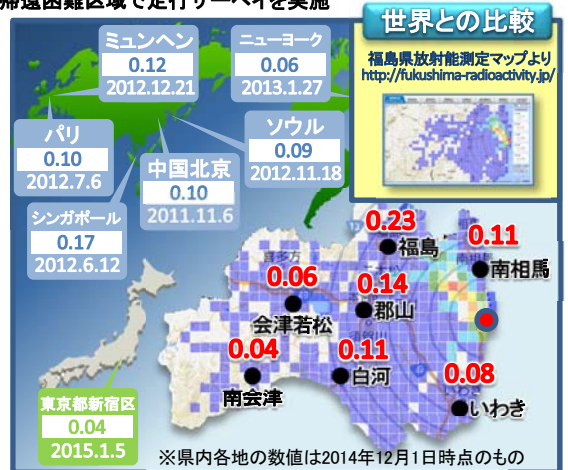 帰還困難区域で走行サーベイを実施
世界との比較
福島県放射能測定マップより
http://fukushima-radioactivity.jp/
ミュンヘン
0.12
2012.12.21
ニューヨーク
0.06
2013.1.27
パリ
0.10
2012.7.6
中国北京
0.10
2011.11.6
ソウル
0.09
2012.11.18
シンガポール
0.17
2012.6.12
0.23
福島
0.11
南相馬
喜多方
0.06
会津若松
0.14
郡山
0.04
南会津
0.11
白河
0.08
いわき
東京都新宿区
0.04
2015.1.5
※県内各地の数値は2014年12月1日時点のもの